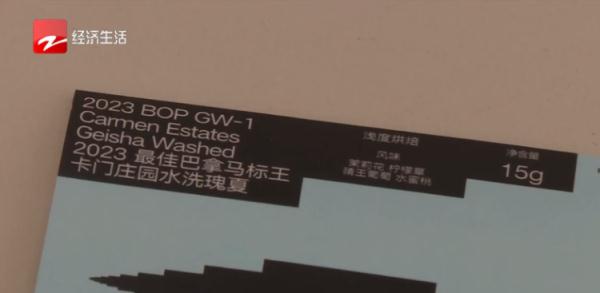 经济生活
2023 BOP GW-1
Carmen Estates
Geisha Washed
2023 最佳巴拿马标王
卡门庄园水洗瑰夏
浅度烘焙
风味
茉莉花 柠檬草
晴王葡萄 水蜜桃
净含量
15g